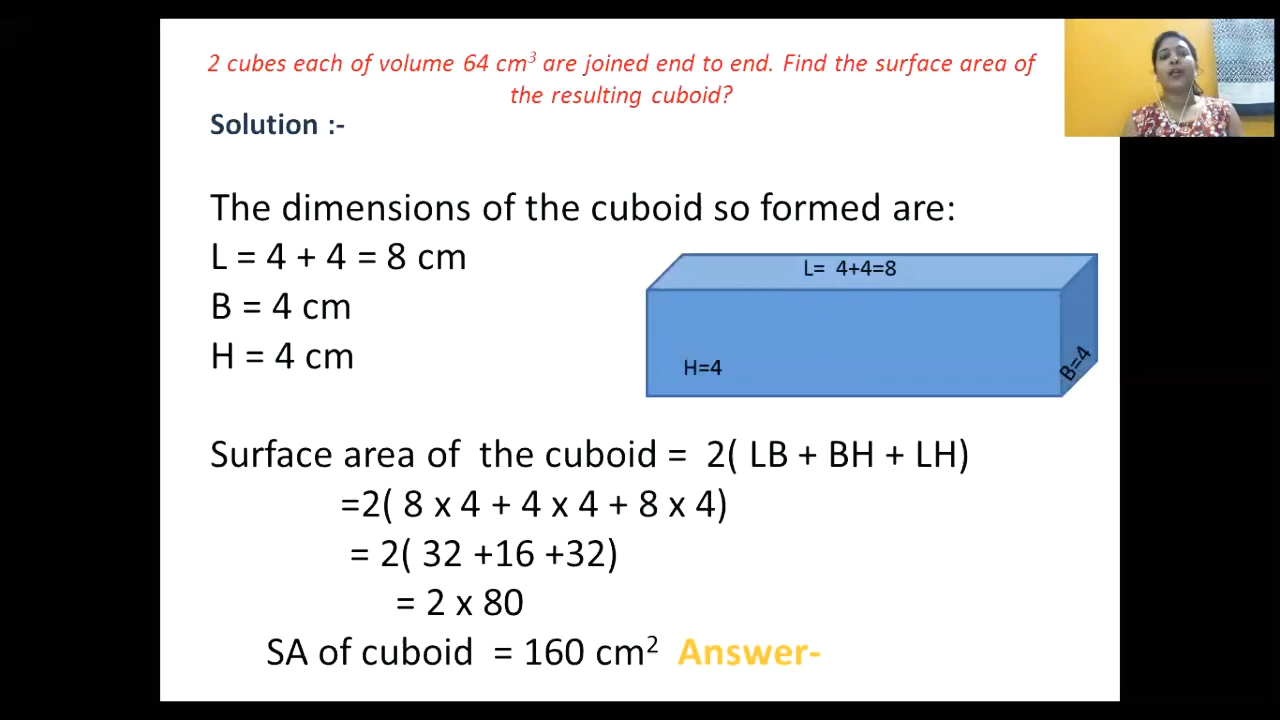 2 cubes each of volume 64 cm³ are joined end to end. Find the surface area of
the resulting cuboid?
Solution :-
The dimensions of the cuboid so formed are:
L = 4 + 4 = 8 cm
B = 4 cm
H = 4 cm
L= 4+4=8
H=4
B=4
Surface area of the cuboid = 2( LB + BH + LH)
=2( 8 x 4 + 4 x 4 + 8 x 4)
= 2( 32 +16 +32)
= 2 x 80
SA of cuboid = 160 cm² Answer-